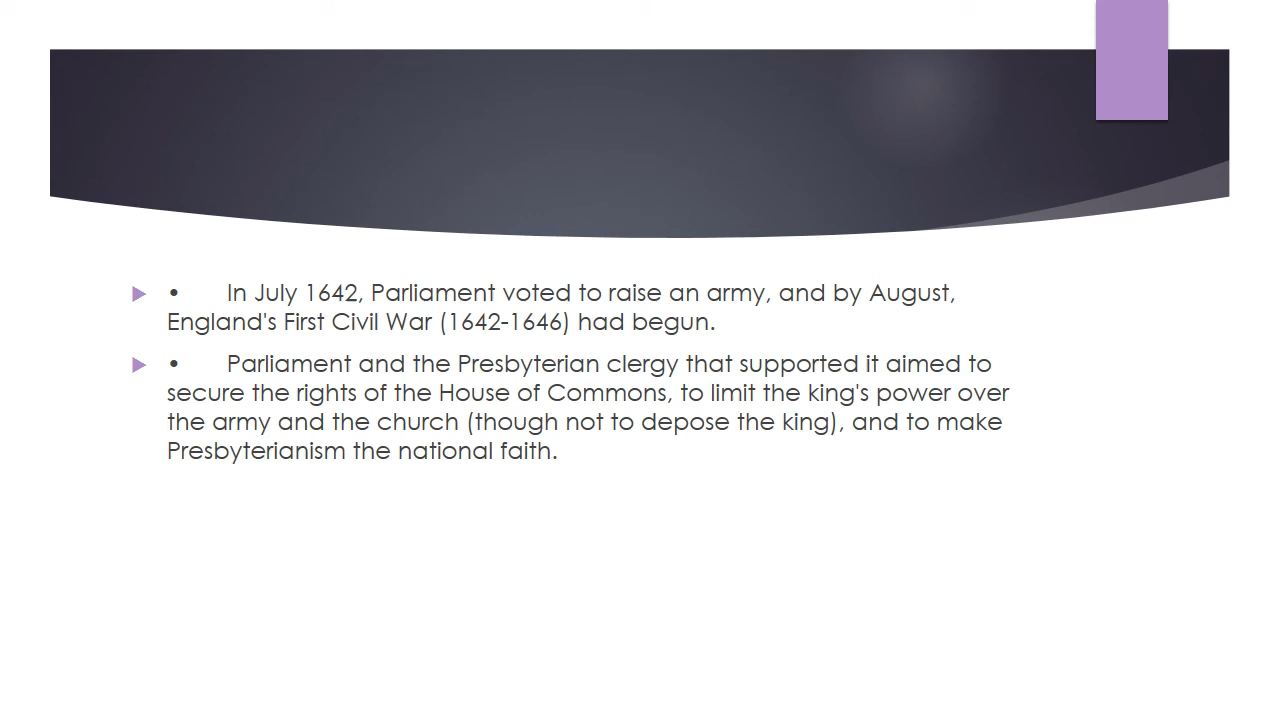 • In July 1642, Parliament voted to raise an army, and by August,
England's First Civil War (1642-1646) had begun.
• Parliament and the Presbyterian clergy that supported it aimed to
secure the rights of the House of Commons, to limit the king's power over
the army and the church (though not to depose the king), and to make
Presbyterianism the national faith.